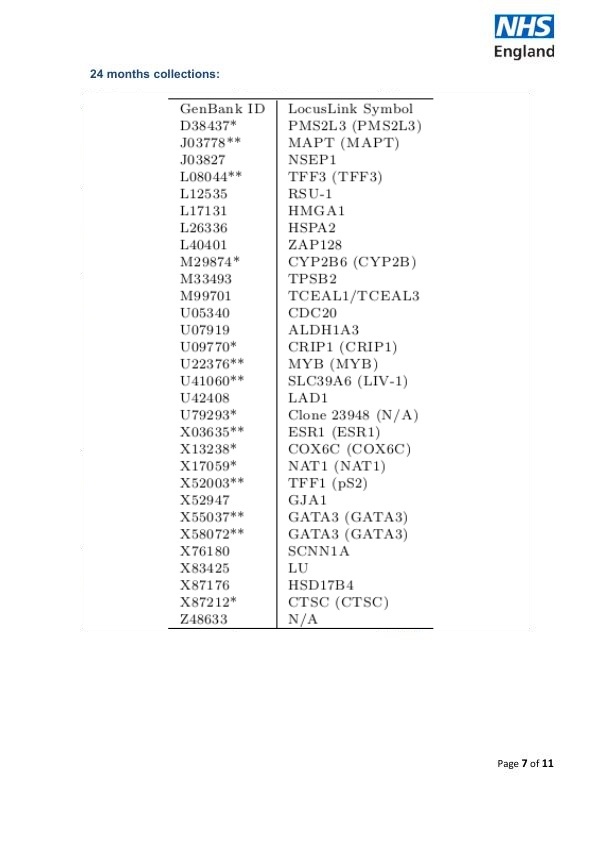 NHS
England
24 months collections:
GenBank ID LocusLink Symbol
D38437* PMS2L3 (PMS2L3)
J03778** MAPT (MAPT)
J03827 NSEP1
L08044** TFF3 (TFF3)
L12535 RSU-1
L17131 HMGA1
L26336 HSPA2
L40401 ZAP128
M29874* CYP2B6 (CYP2B)
M33493 TPSB2
M99701 TCEAL1/TCEAL3
U05340 CDC20
U07919 ALDH1A3
U09770* CRIP1 (CRIP1)
U22376** MYB (MYB)
U41060** SLC39A6 (LIV-1)
U42408 LAD1
U79293* Clone 23948 (N/A)
X03635** ESR1 (ESR1)
X13238* COX6C (COX6C)
X17059* NAT1 (NAT1)
X52003** TFF1 (pS2)
X52947 GJA1
X55037** GATA3 (GATA3)
X58072** GATA3 (GATA3)
X76180 SCNN1A
X83425 LU
X87176 HSD17B4
X87212* CTSC (CTSC)
Z48633 N/A
Page 7 of 11